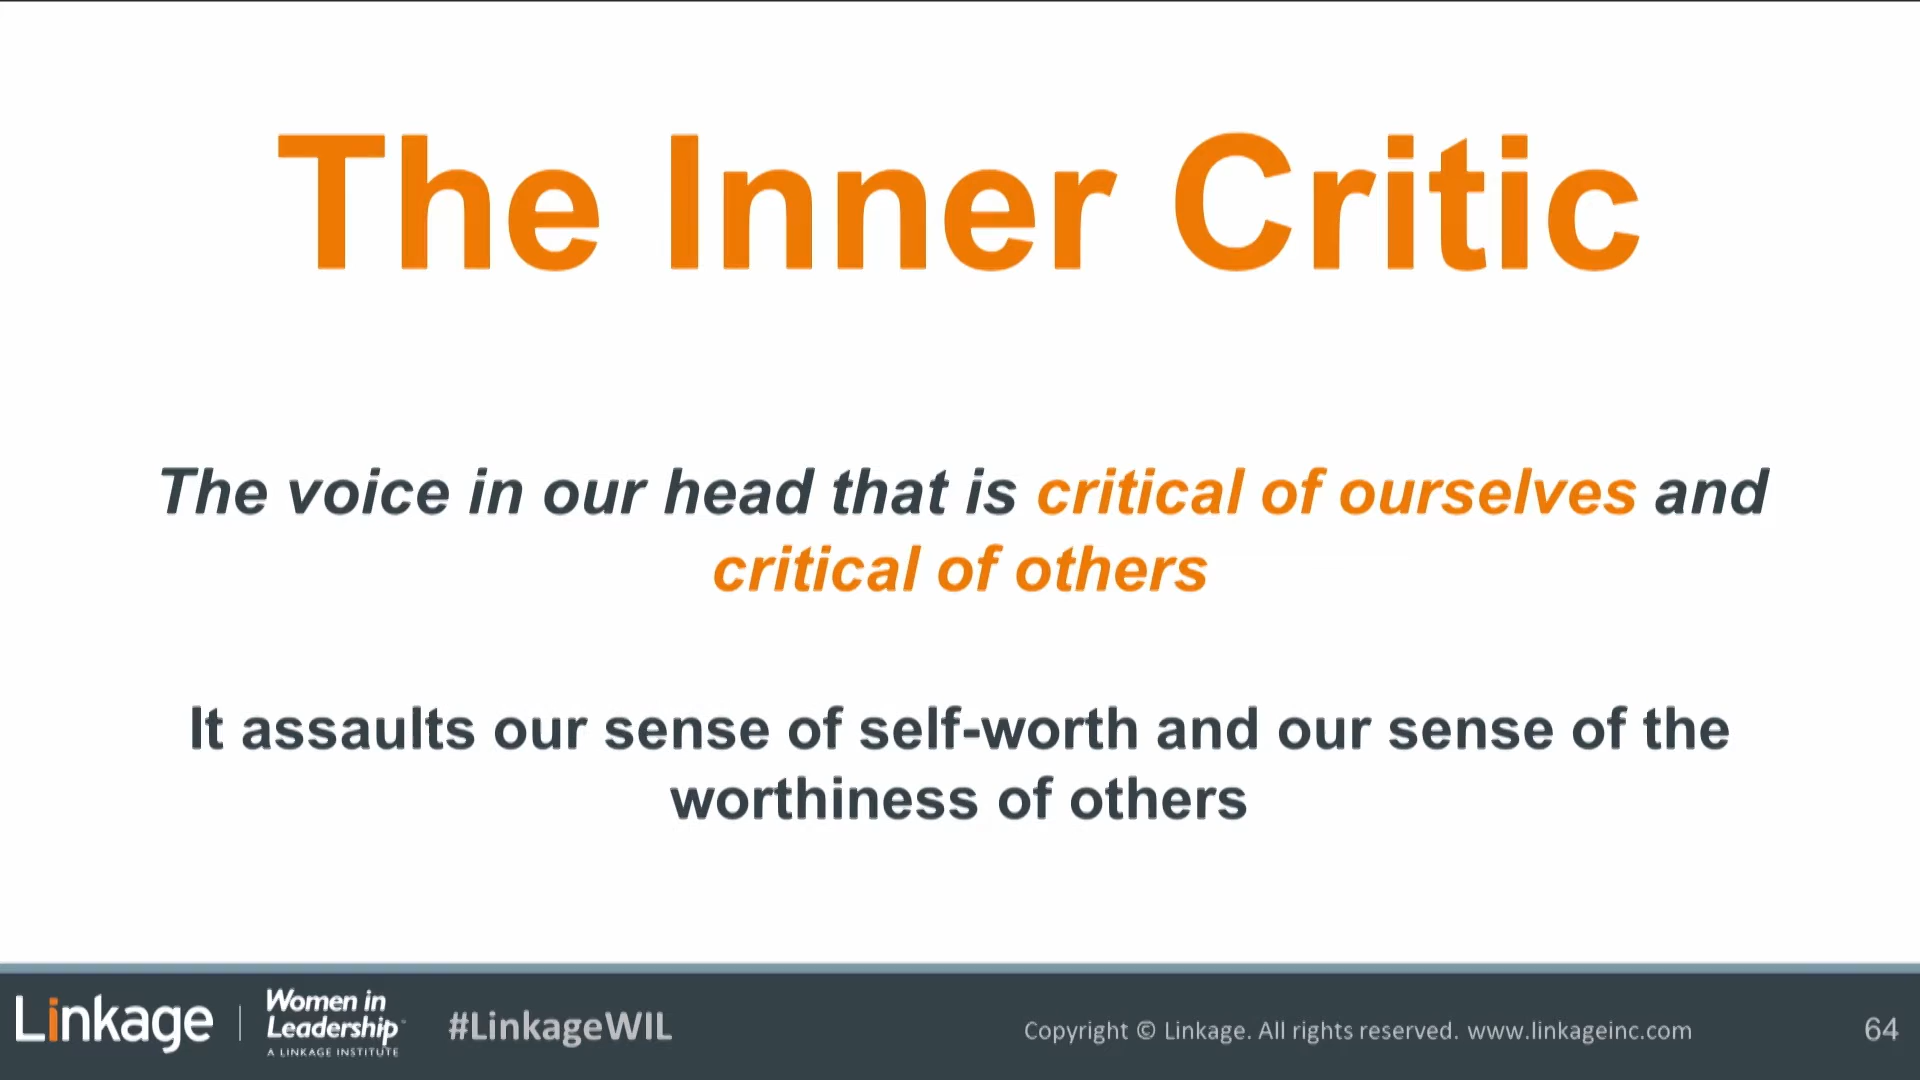 The Inner Critic
The voice in our head that is critical of ourselves and
critical of others
It assaults our sense of self-worth and our sense of the
worthiness of others
Linkage
Women in
Leadership™
A LINKAGE INSTITUTE
#LinkageWIL
Copyright © Linkage. All rights reserved. www.linkageinc.com
64